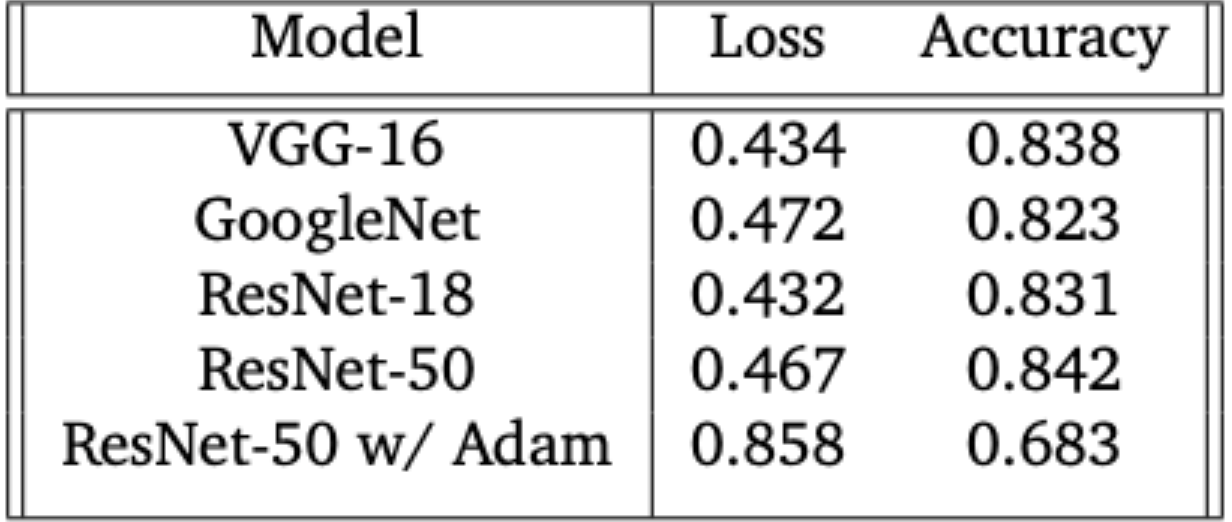 Model Loss Accuracy
VGG-16 0.434 0.838
GoogleNet 0.472 0.823
ResNet-18 0.432 0.831
ResNet-50 0.467 0.842
ResNet-50 w/ Adam 0.858 0.683